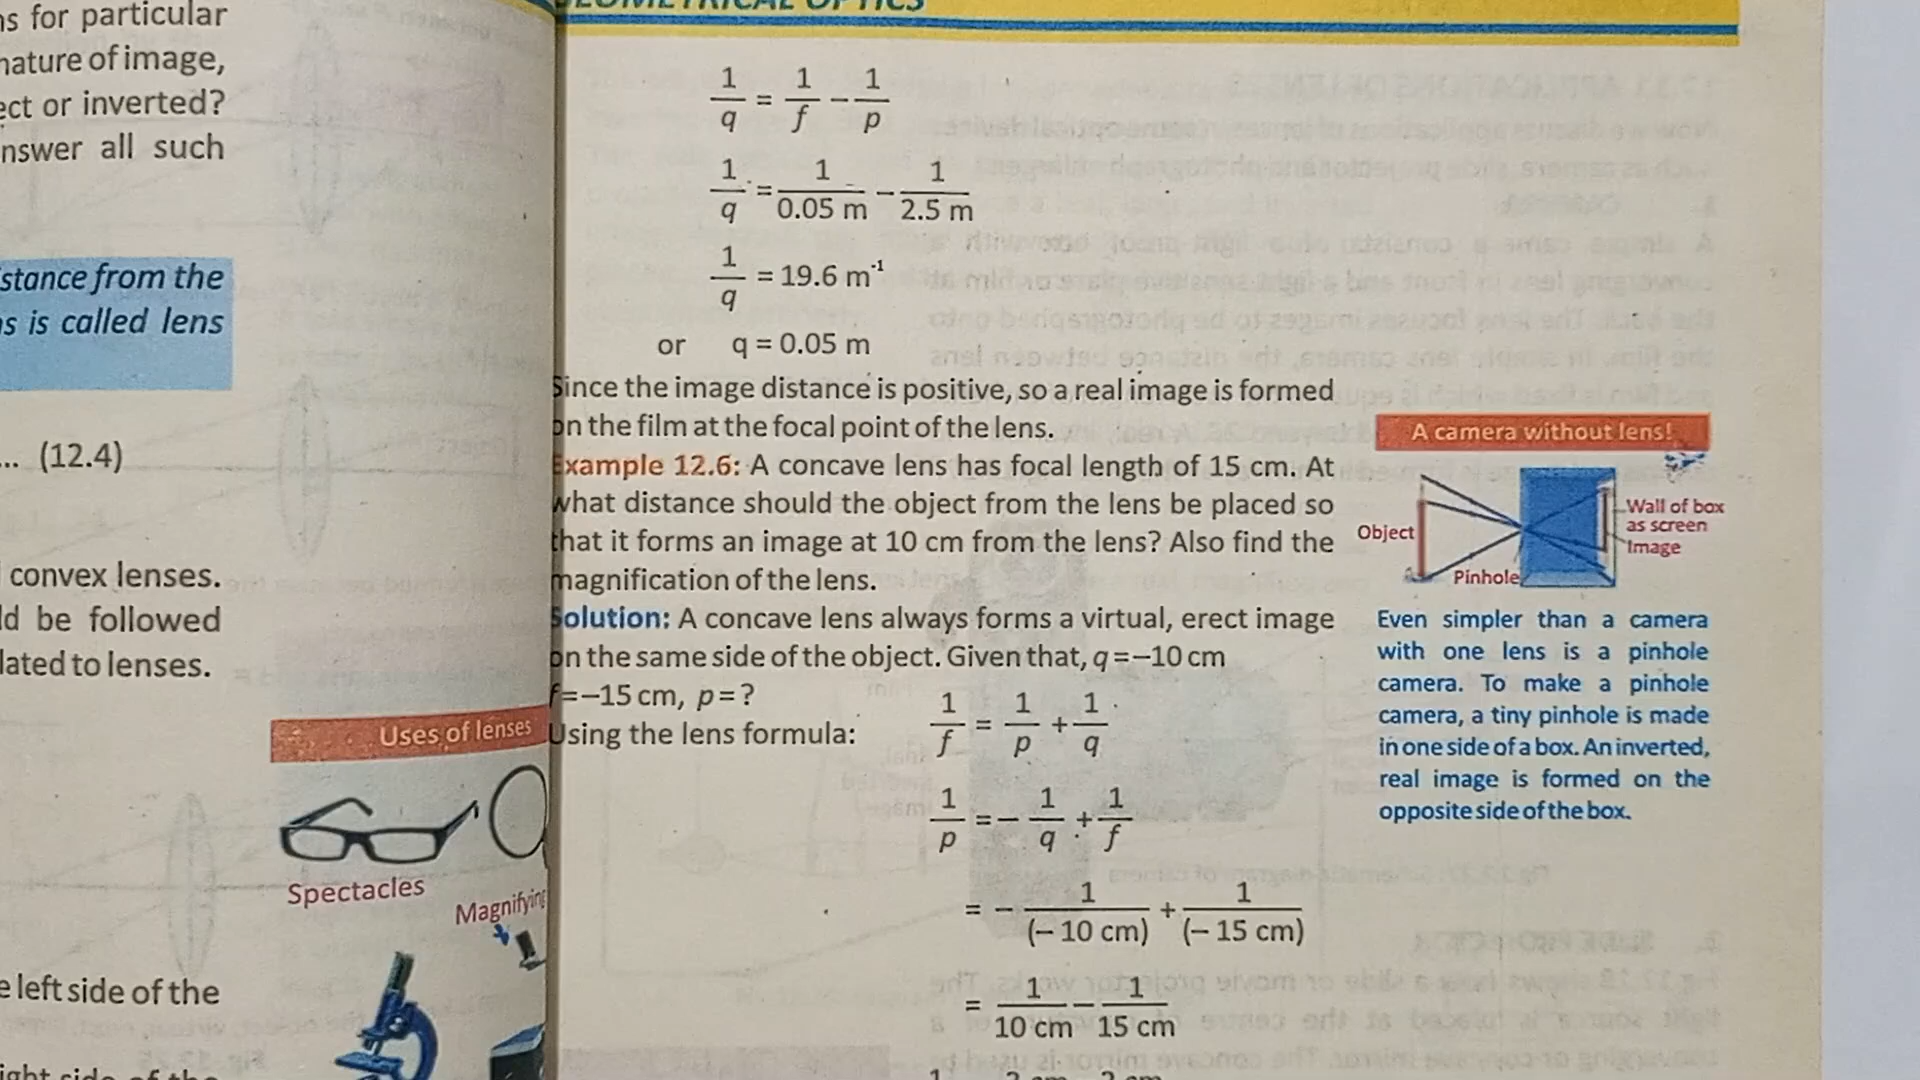 ns for particular
nature of image,
ect or inverted?
nswer all such
stance from the
ns is called lens
... (12.4)
convex lenses.
ld be followed
lated to lenses.
Uses of lenses
Spectacles
Magnifying
e left side of the
ight side of the
GEOMETRICAL OPTICS
1/q = 1/f − 1/p
1/q = 1/0.05 m − 1/2.5 m
1/q = 19.6 m⁻¹
or q = 0.05 m
Since the image distance is positive, so a real image is formed
on the film at the focal point of the lens.
Example 12.6: A concave lens has focal length of 15 cm. At
what distance should the object from the lens be placed so
that it forms an image at 10 cm from the lens? Also find the
magnification of the lens.
Solution: A concave lens always forms a virtual, erect image
on the same side of the object. Given that, q =−10 cm
f=−15 cm, p= ?
Using the lens formula: 1/f = 1/p + 1/q
1/p = − 1/q + 1/f
= − 1/(− 10 cm) + 1/(− 15 cm)
= 1/10 cm − 1/15 cm
A camera without lens!
Object
Pinhole
Wall of box
as screen
Image
Even simpler than a camera
with one lens is a pinhole
camera. To make a pinhole
camera, a tiny pinhole is made
in one side of a box. An inverted,
real image is formed on the
opposite side of the box.